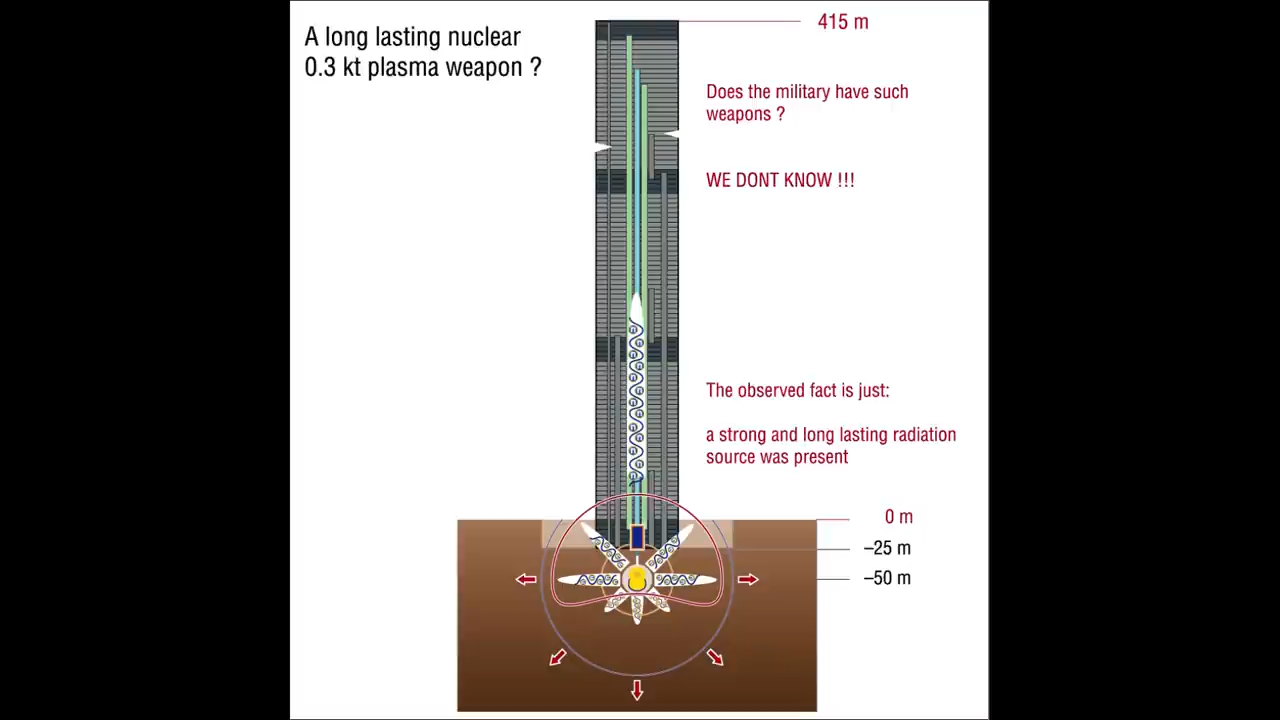 A long lasting nuclear
0.3 kt plasma weapon ?
415 m
Does the military have such
weapons ?
WE DONT KNOW !!!
The observed fact is just:
a strong and long lasting radiation
source was present
0 m
–25 m
–50 m